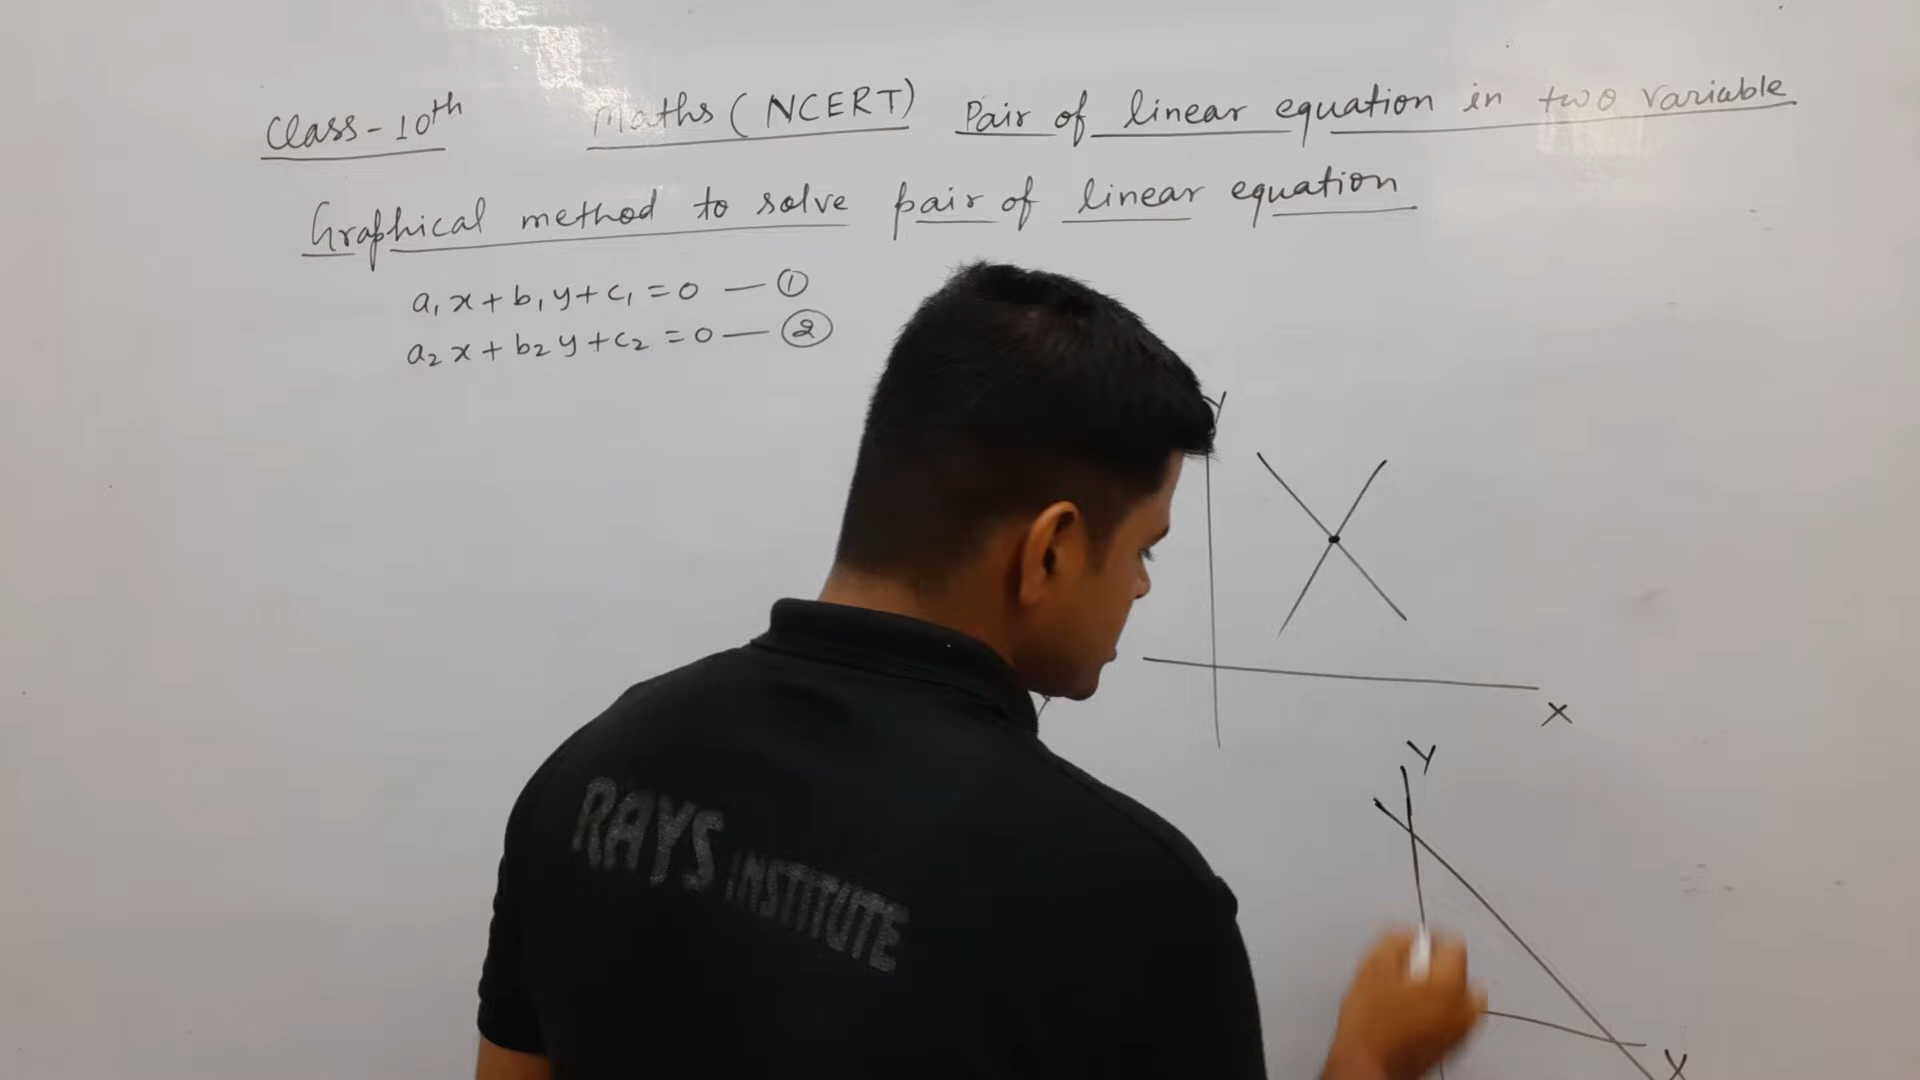 Class - 10th Maths (NCERT) Pair of linear equation in two variable
Graphical method to solve pair of linear equation
a₁x + b₁y + c₁ = 0 — ①
a₂x + b₂y + c₂ = 0 — ②
Y
X
Y
X
RAYS INSTITUTE